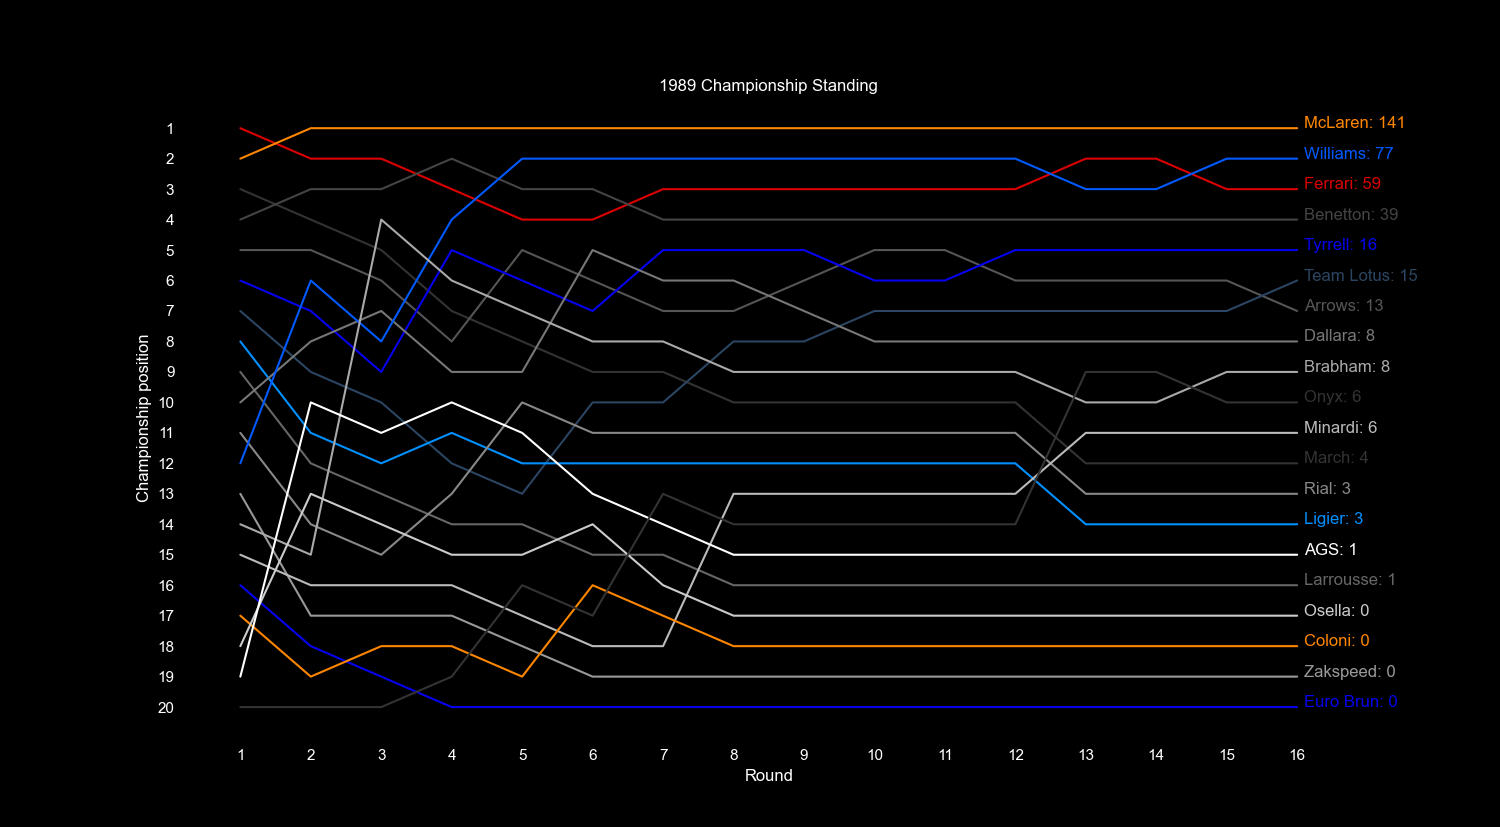 1989 Championship Standing
Championship position
1
2
3
4
5
6
7
8
9
10
11
12
13
14
15
16
17
18
19
20
McLaren: 141
Williams: 77
Ferrari: 59
Benetton: 39
Tyrrell: 16
Team Lotus: 15
Arrows: 13
Dallara: 8
Brabham: 8
Onyx: 6
Minardi: 6
March: 4
Rial: 3
Ligier: 3
AGS: 1
Larrousse: 1
Osella: 0
Coloni: 0
Zakspeed: 0
Euro Brun: 0
1 2 3 4 5 6 7 8 9 10 11 12 13 14 15 16
Round